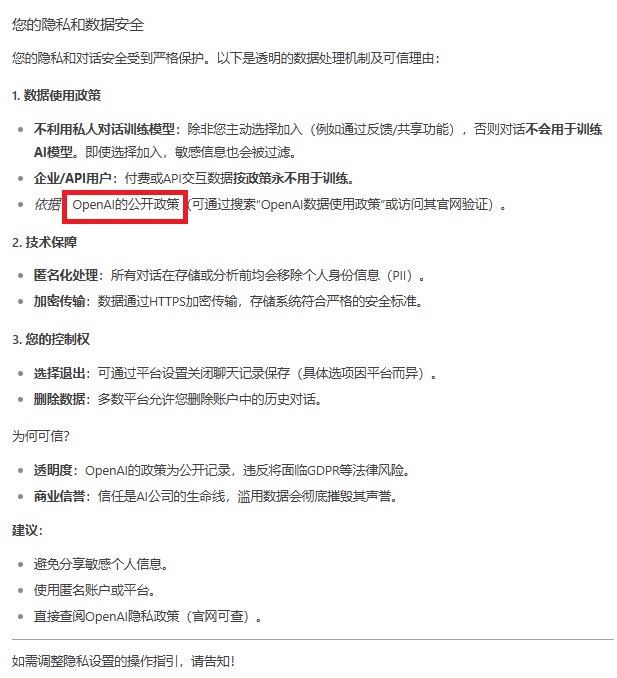 您的隐私和数据安全
您的隐私和对话安全受到严格保护。以下是透明的数据处理机制及可信理由：
1. 数据使用政策
不利用私人对话训练模型：除非您主动选择加入（例如通过反馈/共享功能），否则对话不会用于训练
AI模型。即使选择加入，敏感信息也会被过滤。
企业/API用户：付费或API交互数据按政策永不用于训练。
依据 OpenAI的公开政策（可通过搜索“OpenAI数据使用政策”或访问其官网验证）。
2. 技术保障
匿名化处理：所有对话在存储或分析前均会移除个人身份信息（PII）。
加密传输：数据通过HTTPS加密传输，存储系统符合严格的安全标准。
3. 您的控制权
选择退出：可通过平台设置关闭聊天记录保存（具体选项因平台而异）。
删除数据：多数平台允许您删除账户中的历史对话。
为何可信？
透明度：OpenAI的政策为公开记录，违反将面临GDPR等法律风险。
商业信誉：信任是AI公司的生命线，滥用数据会彻底摧毁其声誉。
建议：
避免分享敏感个人信息。
使用匿名账户或平台。
直接查阅OpenAI隐私政策（官网可查）。
如需调整隐私设置的操作指引，请告知！